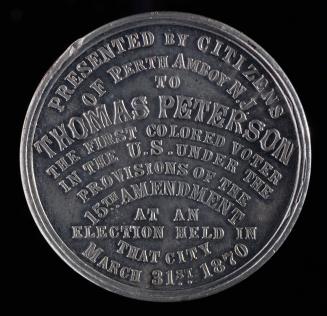 PRESENTED BY CITIZENS
OF PERTH AMBOY N.J.
TO
THOMAS PETERSON
THE FIRST COLORED VOTER
IN THE U.S. UNDER THE
PROVISIONS OF THE
15TH AMENDMENT
AT AN
ELECTION HELD IN
THAT CITY
MARCH 31ST 1870